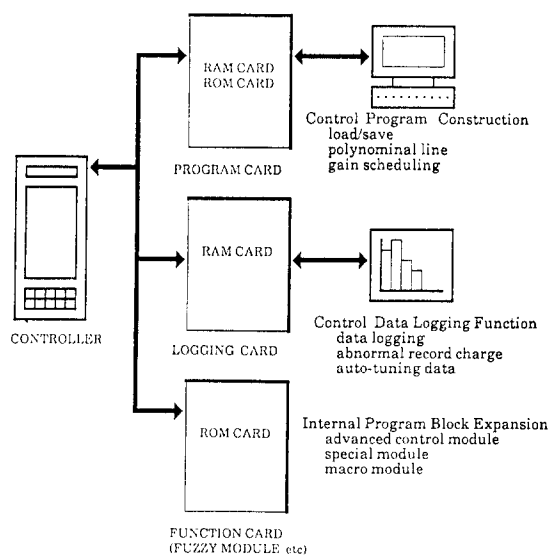 RAM CARD
ROM CARD
PROGRAM CARD
Control Program Construction
load/save
polynominal line
gain scheduling
CONTROLLER
RAM CARD
LOGGING CARD
Control Data Logging Function
data logging
abnormal record charge
auto-tuning data
ROM CARD
FUNCTION CARD
(FUZZY MODULE etc)
Internal Program Block Expansion
advanced control module
special module
macro module